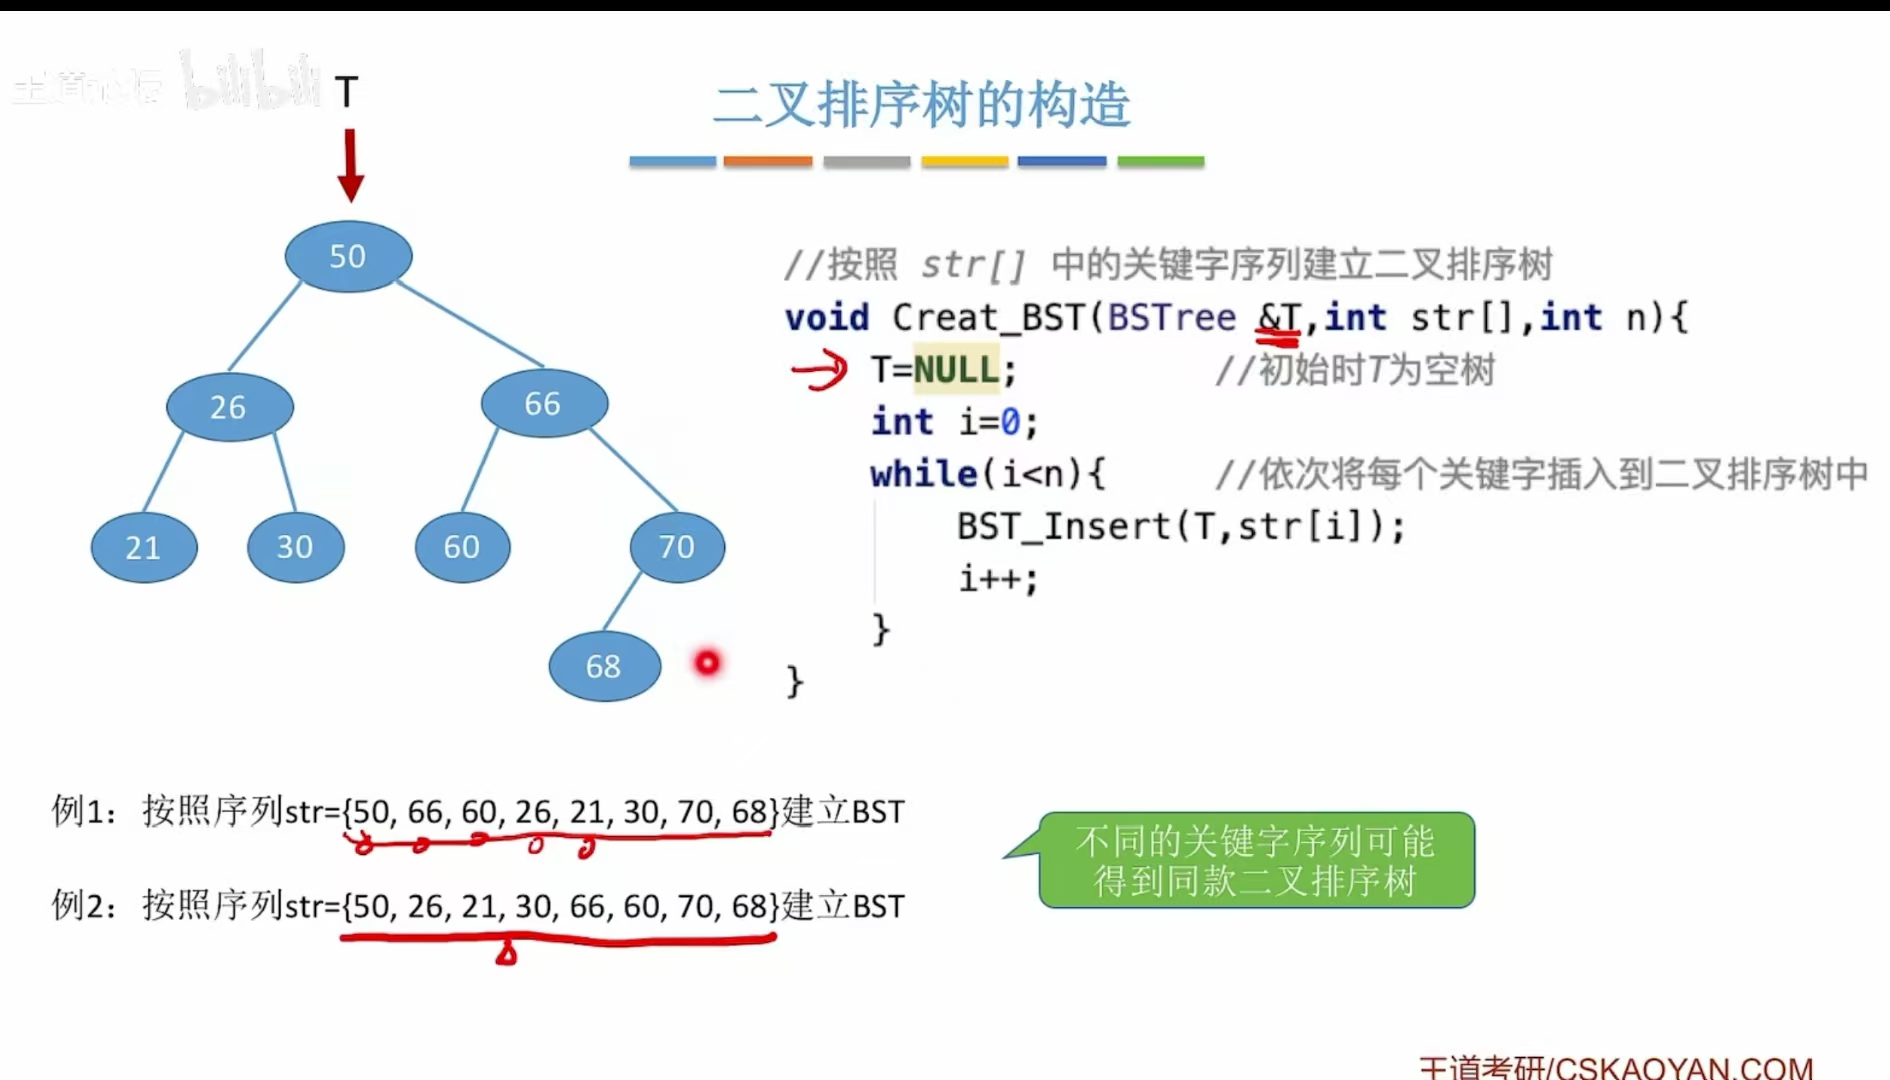 王道论坛 bilibili
T
二叉排序树的构造
50
26
66
21
30
60
70
68
//按照 str[] 中的关键字序列建立二叉排序树
void Creat_BST(BSTree &T,int str[],int n){
T=NULL; //初始时T为空树
int i=0;
while(i<n){ //依次将每个关键字插入到二叉排序树中
BST_Insert(T,str[i]);
i++;
}
}
例1：按照序列str={50, 66, 60, 26, 21, 30, 70, 68}建立BST
例2：按照序列str={50, 26, 21, 30, 66, 60, 70, 68}建立BST
不同的关键字序列可能
得到同款二叉排序树
王道考研/CSKAOYAN.COM